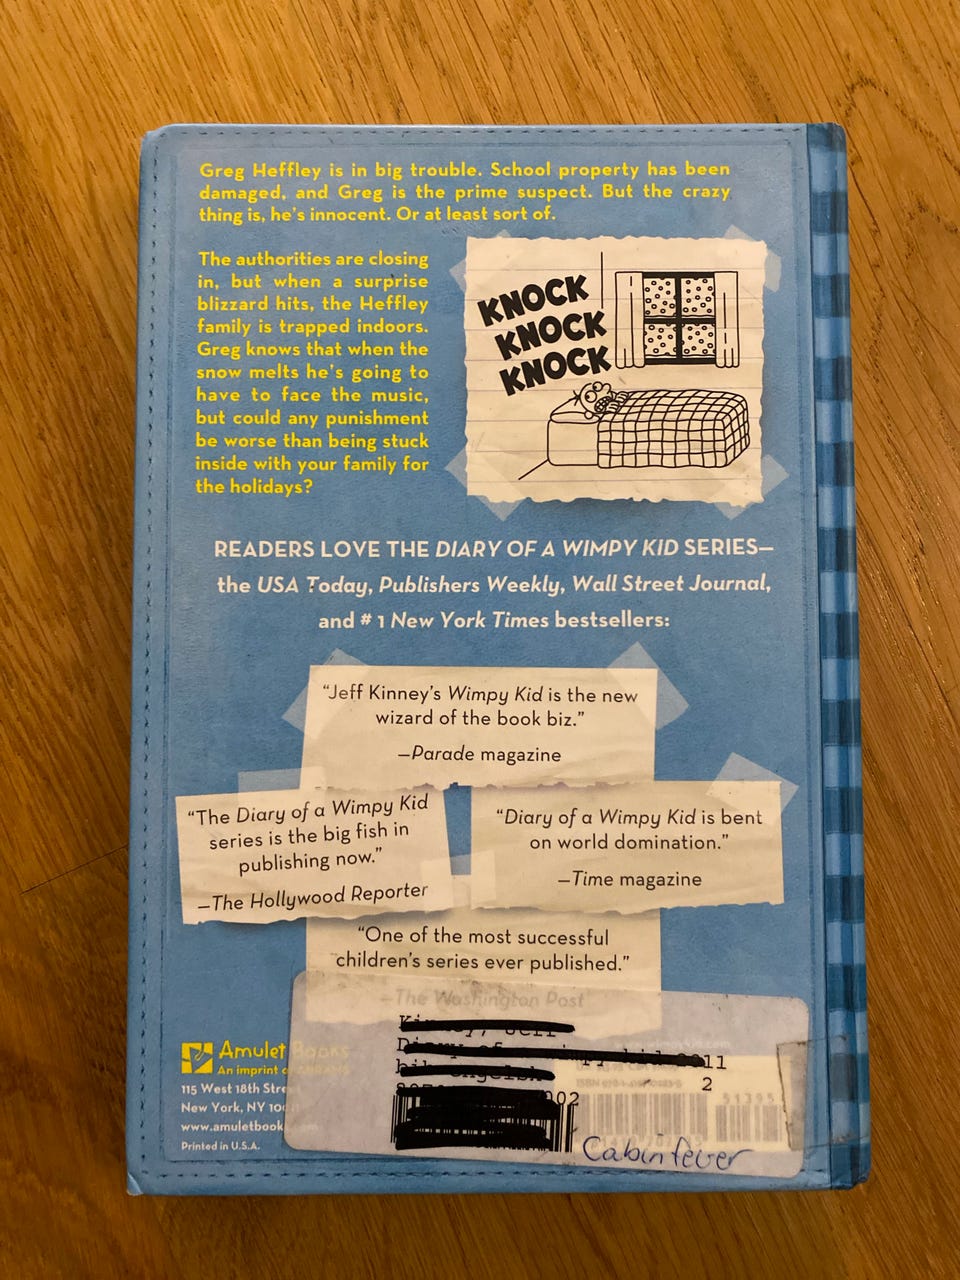 Greg Heffley is in big trouble. School property has been
damaged, and Greg is the prime suspect. But the crazy
thing is, he's innocent. Or at least sort of.
The authorities are closing
in, but when a surprise
blizzard hits, the Heffley
family is trapped indoors.
Greg knows that when the
snow melts he's going to
have to face the music,
but could any punishment
be worse than being stuck
inside with your family for
the holidays?
KNOCK
KNOCK
KNOCK
READERS LOVE THE DIARY OF A WIMPY KID SERIES—
the USA Today, Publishers Weekly, Wall Street Journal,
and #1 New York Times bestsellers:
“Jeff Kinney's Wimpy Kid is the new
wizard of the book biz.”
—Parade magazine
“The Diary of a Wimpy Kid
series is the big fish in
publishing now.”
—The Hollywood Reporter
“Diary of a Wimpy Kid is bent
on world domination.”
—Time magazine
“One of the most successful
children's series ever published.”
—The Washington Post
Amulet Books
An imprint of ABRAMS
115 West 18th
New York, NY
www.amuletbook
Printed in U.S.A.
2
51395
Cabin fever